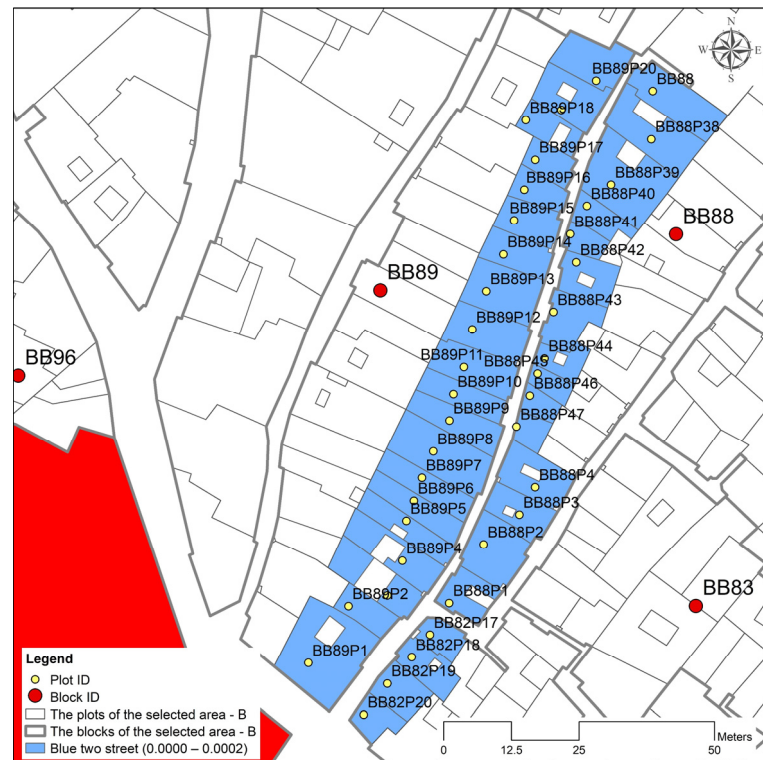 N
W E
S
BB89P20
BB88
BB89P18
BB88P38
BB89P17
BB88P39
BB89P16
BB88P40
BB89P15
BB88P41
BB88
BB89P14
BB88P42
BB89
BB89P13
BB88P43
BB89P12
BB88P44
BB96
BB89P11
BB88P45
BB89P10
BB88P46
BB89P9
BB88P47
BB89P8
BB89P7
BB88P4
BB89P6
BB88P3
BB89P5
BB88P2
BB89P4
BB83
BB89P2
BB88P1
BB82P17
BB82P18
BB89P1
BB82P19
BB82P20
Legend
Plot ID
Block ID
The plots of the selected area - B
The blocks of the selected area - B
Blue two street (0.0000 – 0.0002)
Meters
0 12.5 25 50